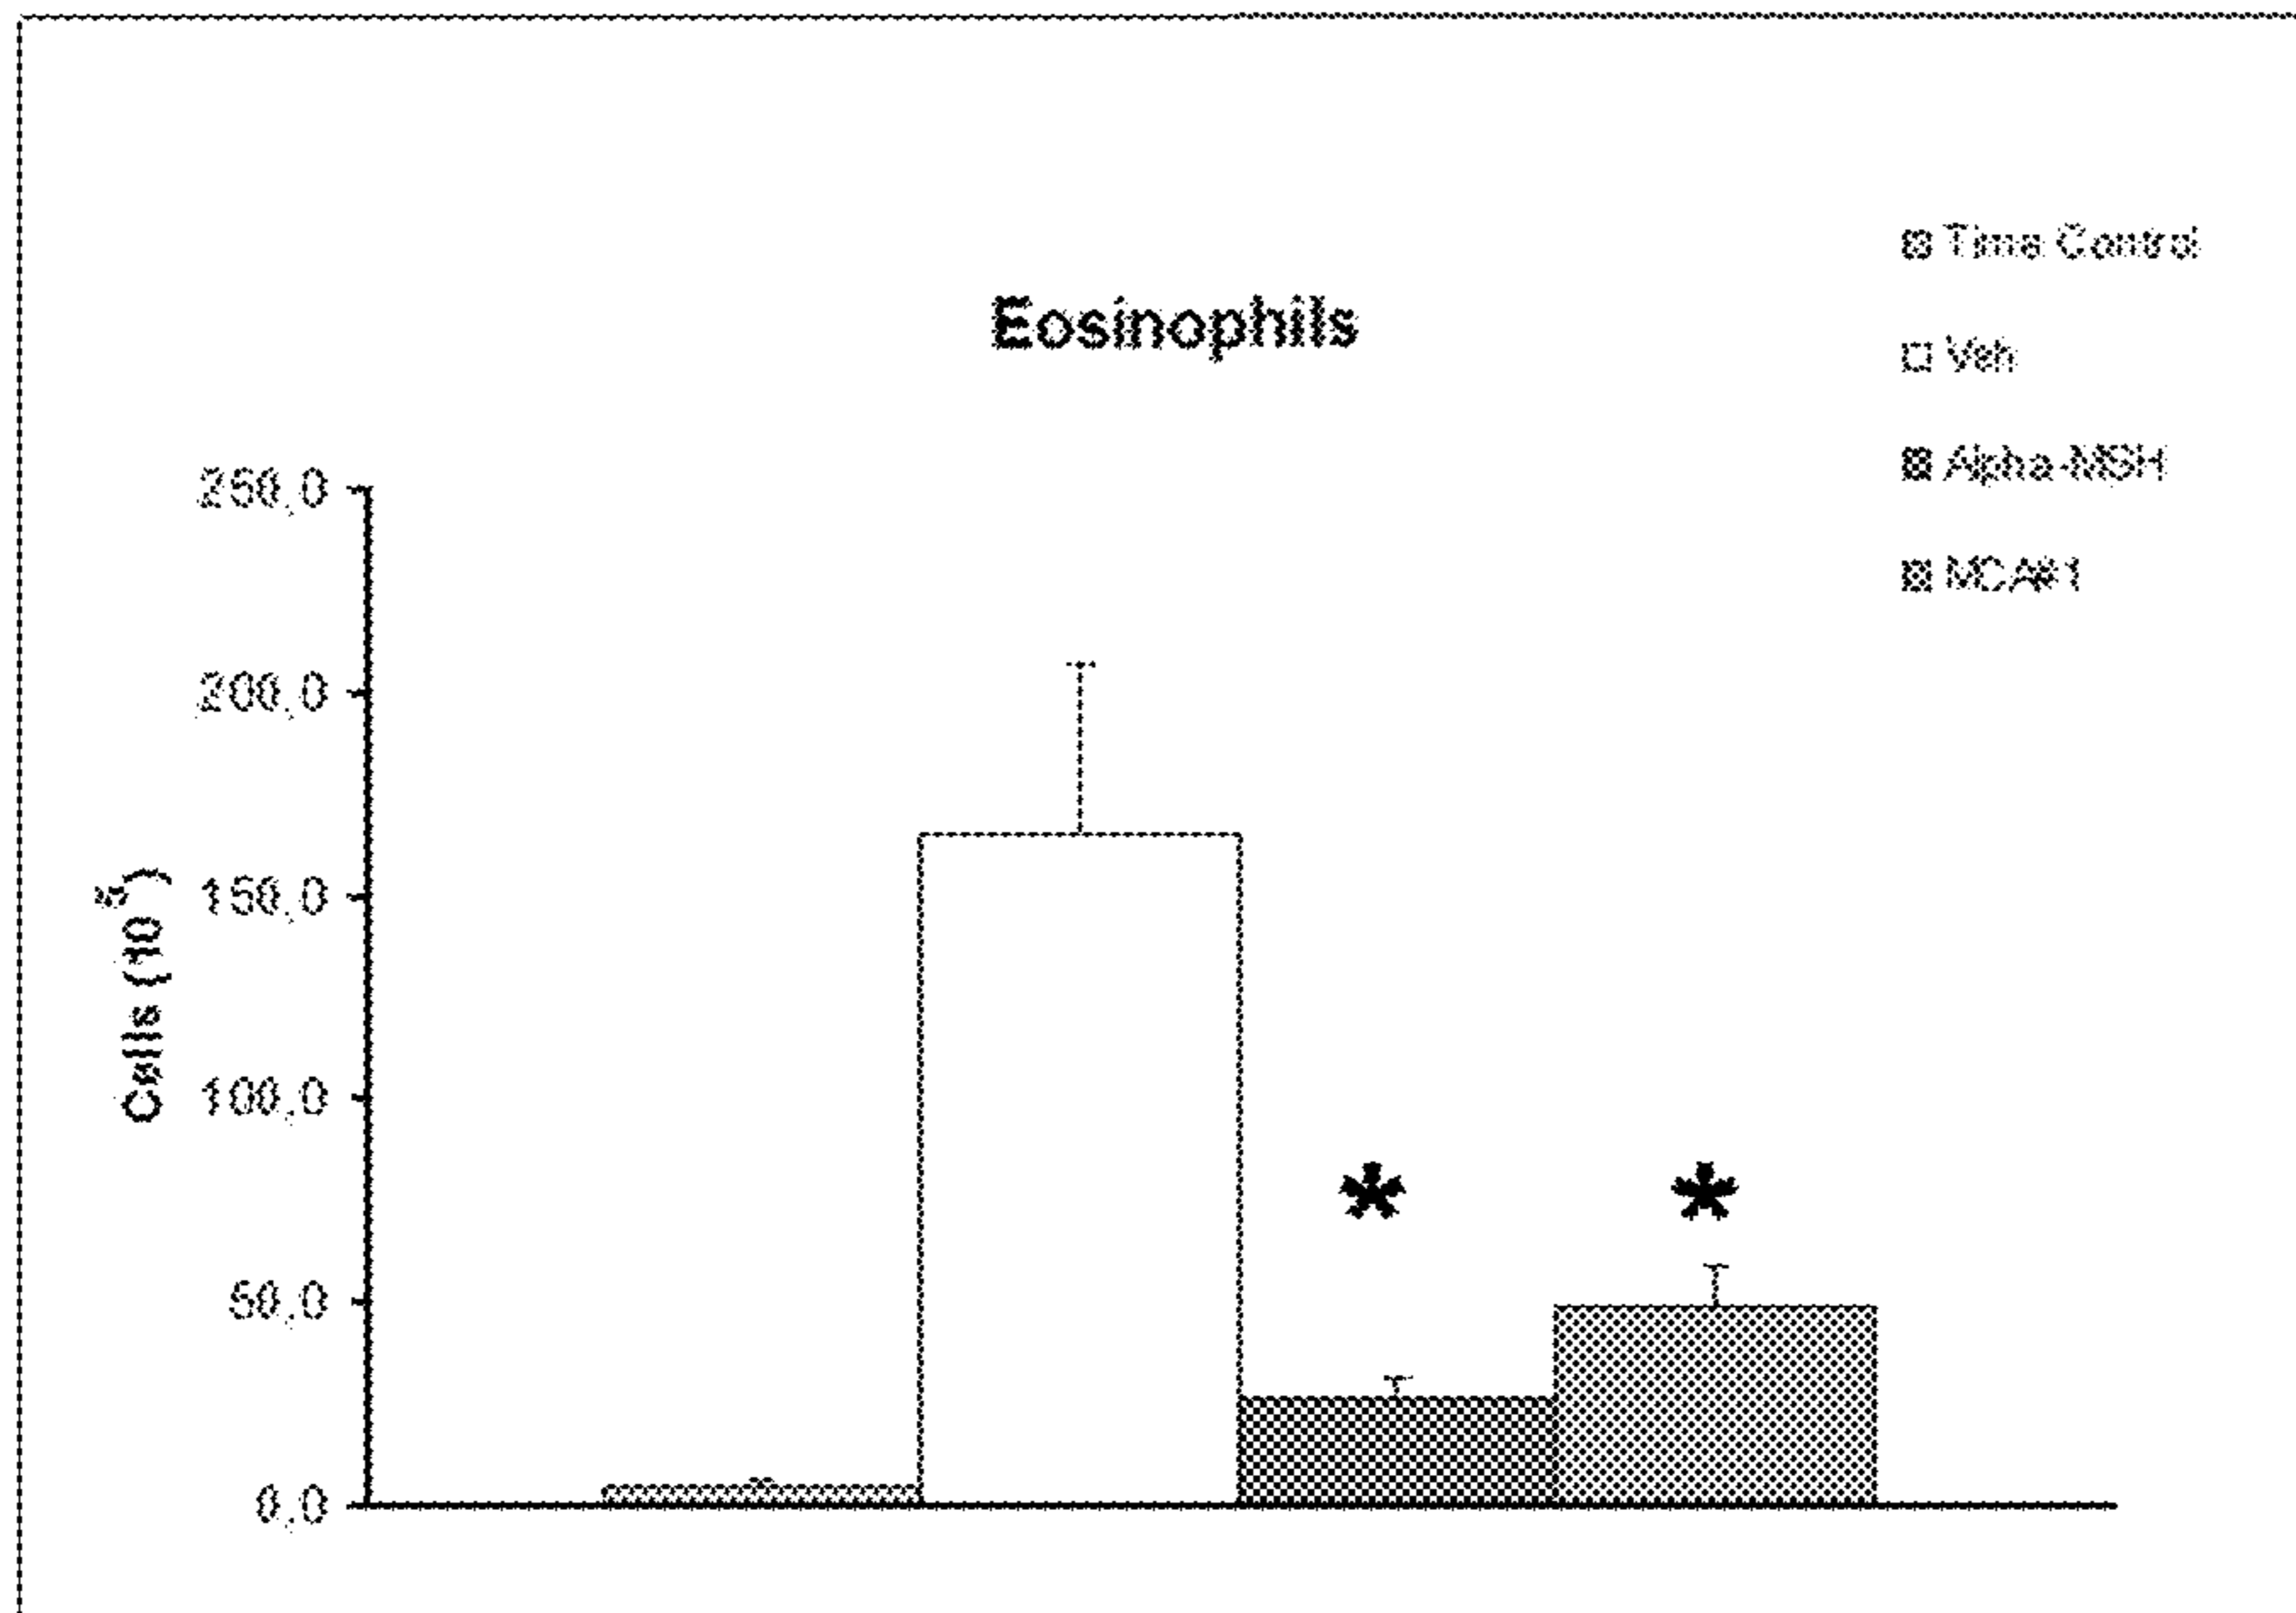 Time Control
Eosinophils
Veh
Alpha-MSH
MCA#1
250,0
200,0
150,0
100,0
50,0
0,0
Cells (10⁵)
*
*